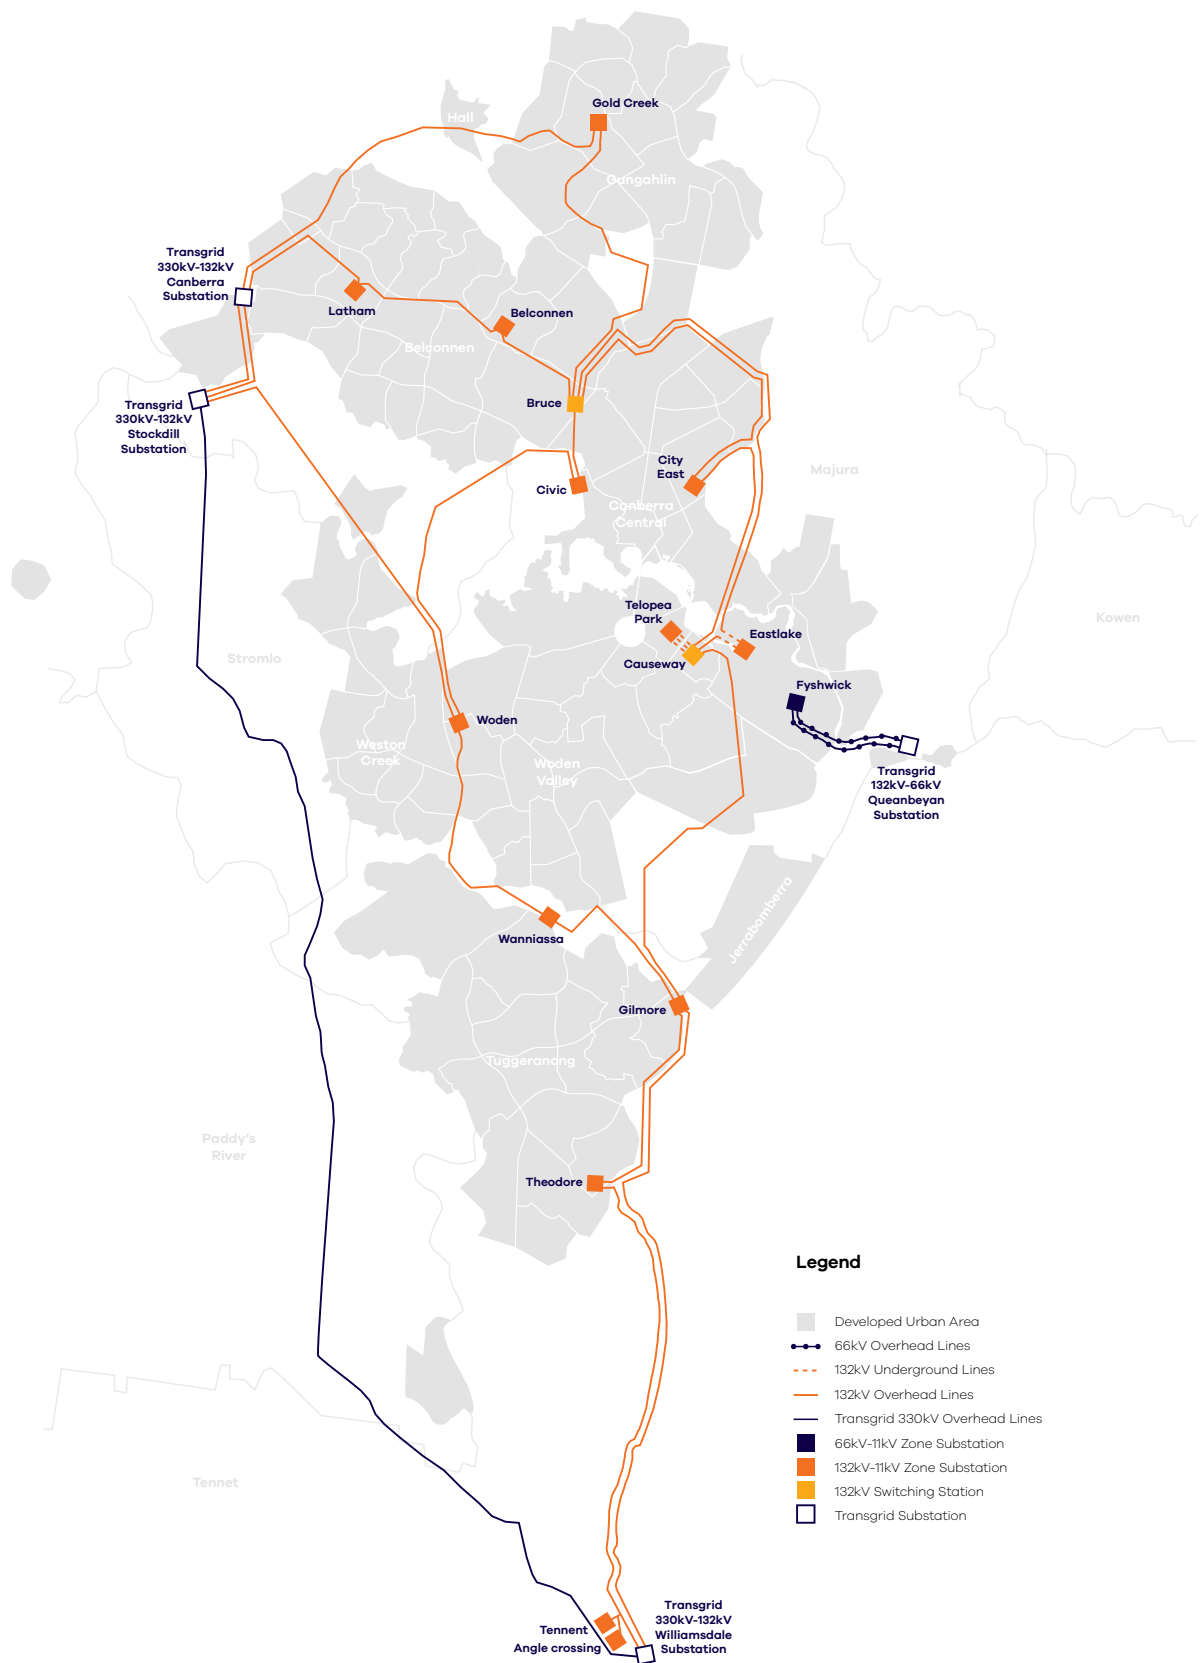 Gold Creek
Hall
Gungahlin
Transgrid
330kV-132kV
Canberra
Substation
Latham
Belconnen
Belconnen
Transgrid
330kV-132kV
Stockdill
Substation
Bruce
City
East
Majura
Civic
Canberra
Central
Telopea
Park
Eastlake
Kowen
Causeway
Stromlo
Fyshwick
Woden
Weston
Creek
Woden
Valley
Transgrid
132kV-66kV
Queanbeyan
Substation
Jerrabomberra
Wanniassa
Gilmore
Tuggeranong
Paddy's
River
Theodore
Legend
Developed Urban Area
66kV Overhead Lines
132kV Underground Lines
132kV Overhead Lines
Transgrid 330kV Overhead Lines
66kV-11kV Zone Substation
132kV-11kV Zone Substation
132kV Switching Station
Transgrid Substation
Tennet
Transgrid
330kV-132kV
Williamsdale
Substation
Tennent
Angle crossing